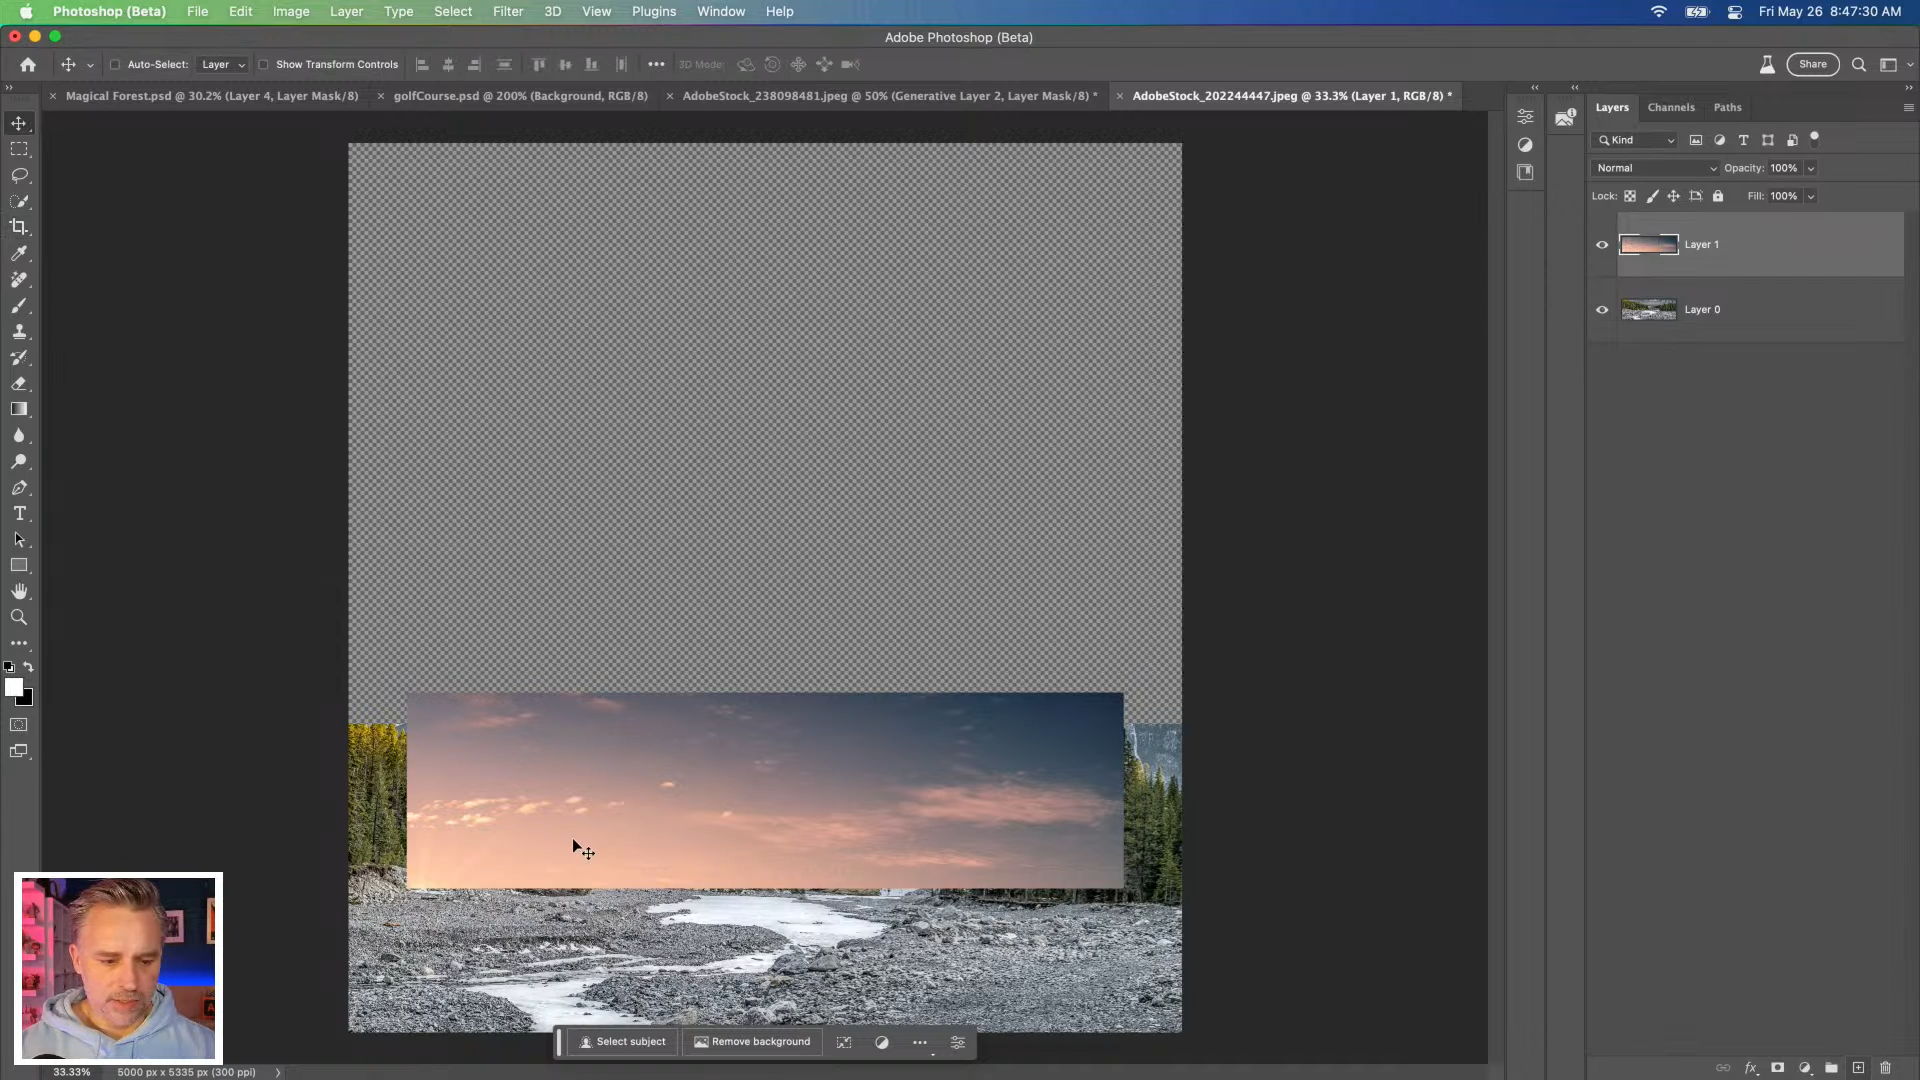 Photoshop (Beta) File Edit Image Layer Type Select Filter 3D View Plugins Window Help Fri May 26 8:47:30 AM
Adobe Photoshop (Beta)
Auto-Select: Layer Show Transform Controls 3D Mode: Share
Magical Forest.psd @ 30.2% (Layer 4, Layer Mask/8) golfCourse.psd @ 200% (Background, RGB/8) AdobeStock_238098481.jpeg @ 50% (Generative Layer 2, Layer Mask/8) * AdobeStock_202244447.jpeg @ 33.3% (Layer 1, RGB/8) *
Layers Channels Paths
Kind
Normal Opacity: 100%
Lock: Fill: 100%
Layer 1
Layer 0
Select subject Remove background
33.33% 5000 px x 5335 px (300 ppi)